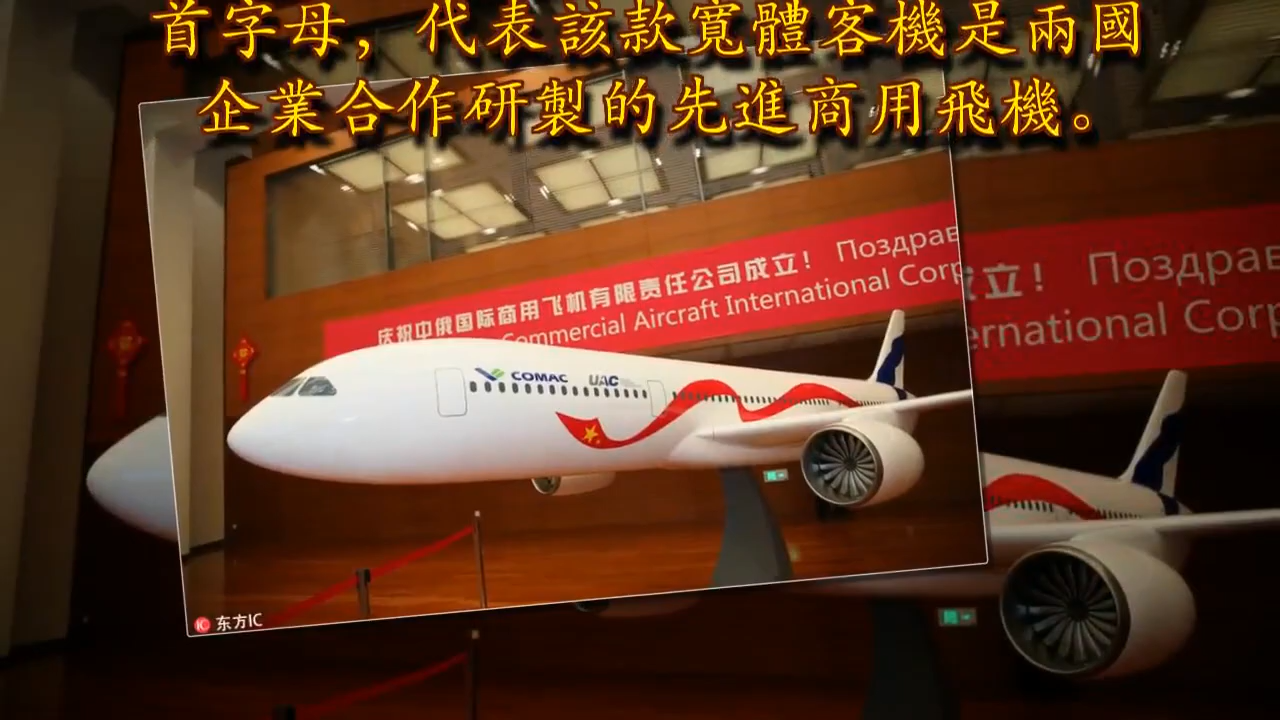 首字母，代表該款寬體客機是兩國
企業合作研製的先進商用飛機。
庆祝中俄国际商用飞机有限责任公司成立！ Поздрав
Commercial Aircraft International Corp
立！ Поздрав
ernational Corp
COMAC UAC
IC 东方IC